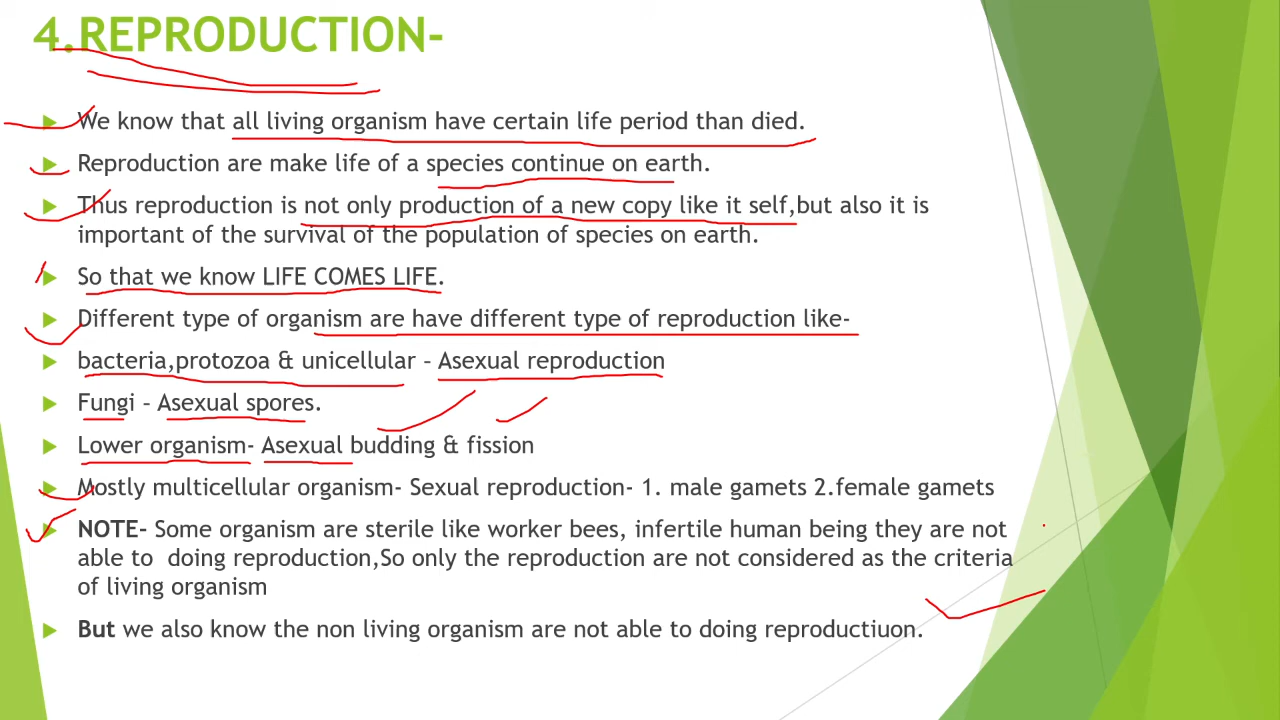 4.REPRODUCTION-
We know that all living organism have certain life period than died.
Reproduction are make life of a species continue on earth.
Thus reproduction is not only production of a new copy like it self,but also it is
important of the survival of the population of species on earth.
So that we know LIFE COMES LIFE.
Different type of organism are have different type of reproduction like-
bacteria,protozoa & unicellular – Asexual reproduction
Fungi – Asexual spores.
Lower organism- Asexual budding & fission
Mostly multicellular organism- Sexual reproduction- 1. male gamets 2.female gamets
NOTE- Some organism are sterile like worker bees, infertile human being they are not
able to doing reproduction,So only the reproduction are not considered as the criteria
of living organism
But we also know the non living organism are not able to doing reproductiuon.